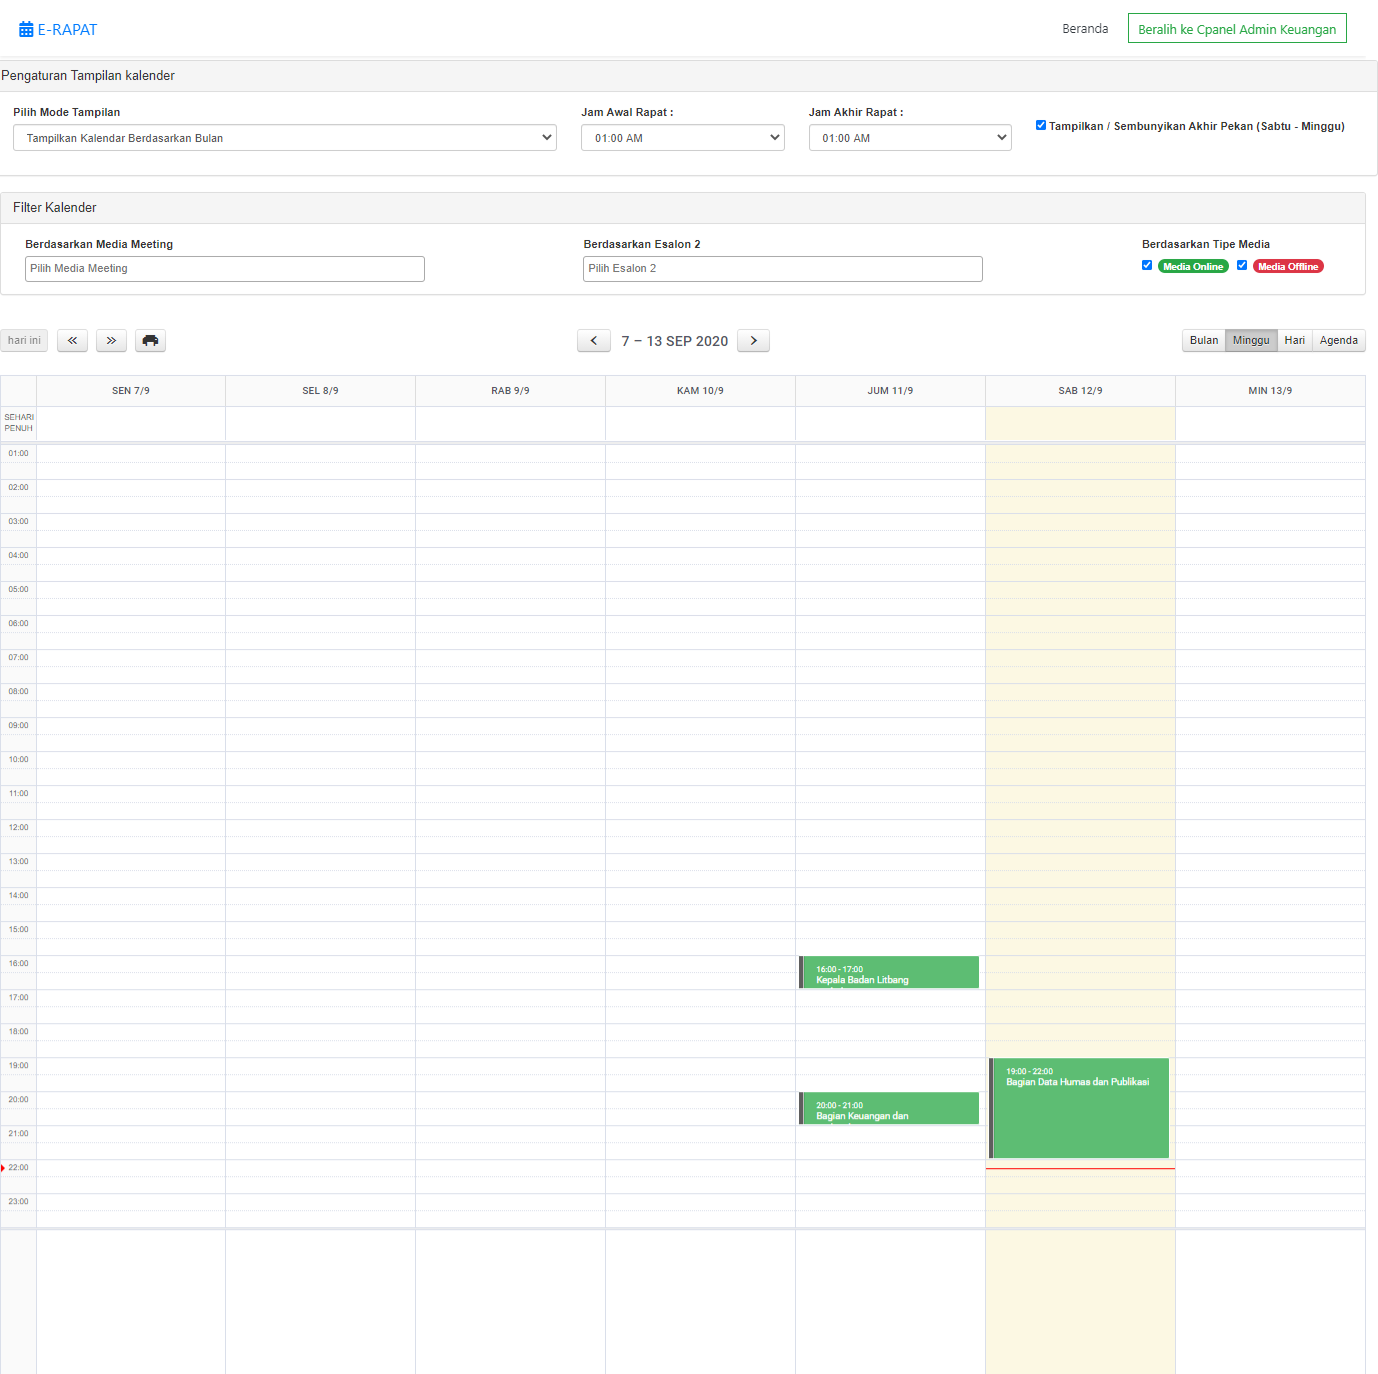 E-RAPAT
Beranda
Beralih ke Cpanel Admin Keuangan
Pengaturan Tampilan kalender
Pilih Mode Tampilan
Jam Awal Rapat :
Jam Akhir Rapat :
Tampilkan / Sembunyikan Akhir Pekan (Sabtu - Minggu)
Tampilkan Kalendar Berdasarkan Bulan
01:00 AM
01:00 AM
Filter Kalender
Berdasarkan Media Meeting
Berdasarkan Esalon 2
Berdasarkan Tipe Media
Pilih Media Meeting
Pilih Esalon 2
Media Online
Media Offline
hari ini
7 – 13 SEP 2020
Bulan
Minggu
Hari
Agenda
SEN 7/9
SEL 8/9
RAB 9/9
KAM 10/9
JUM 11/9
SAB 12/9
MIN 13/9
SEHARI
PENUH
01:00
02:00
03:00
04:00
05:00
06:00
07:00
08:00
09:00
10:00
11:00
12:00
13:00
14:00
15:00
16:00
16:00 - 17:00
Kepala Badan Litbang
17:00
18:00
19:00
19:00 - 22:00
Bagian Data Humas dan Publikasi
20:00
20:00 - 21:00
Bagian Keuangan dan
21:00
22:00
23:00